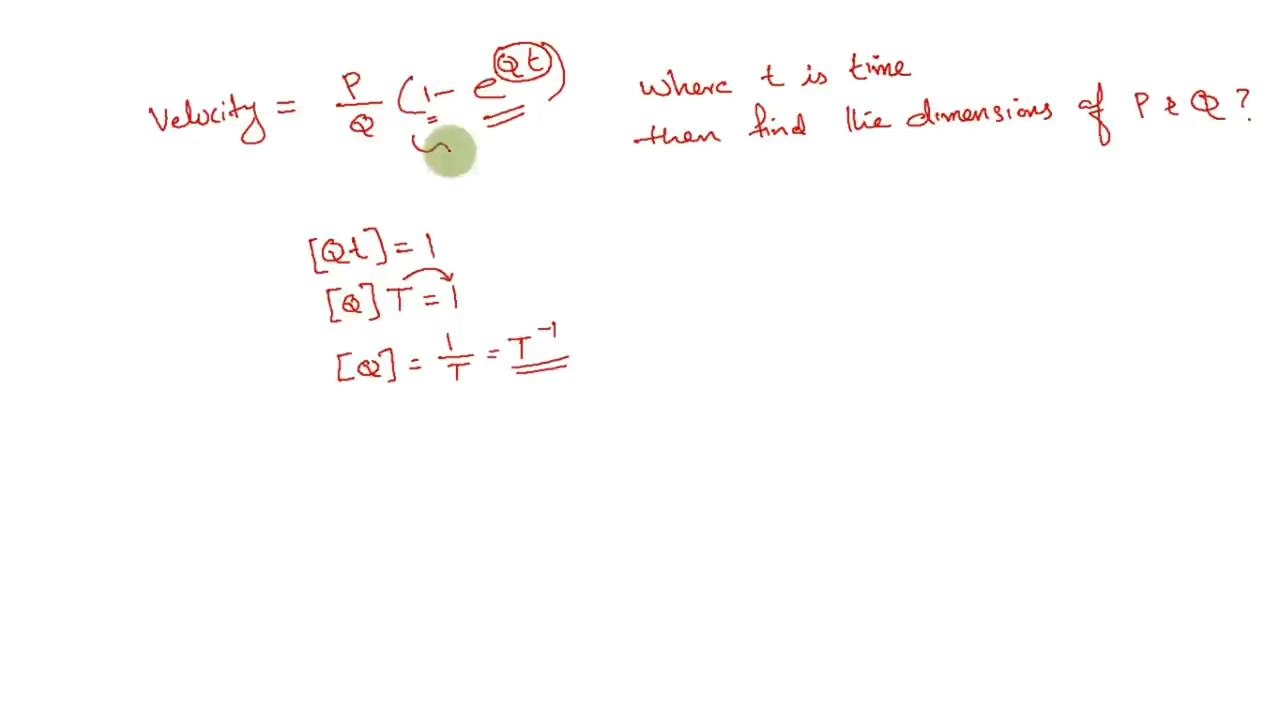 Velocity = P/Q (1 - e^{Qt})
where t is time
then find the dimensions of P & Q ?
[Qt] = 1
[Q] T = 1
[Q] = 1/T = T^{-1}